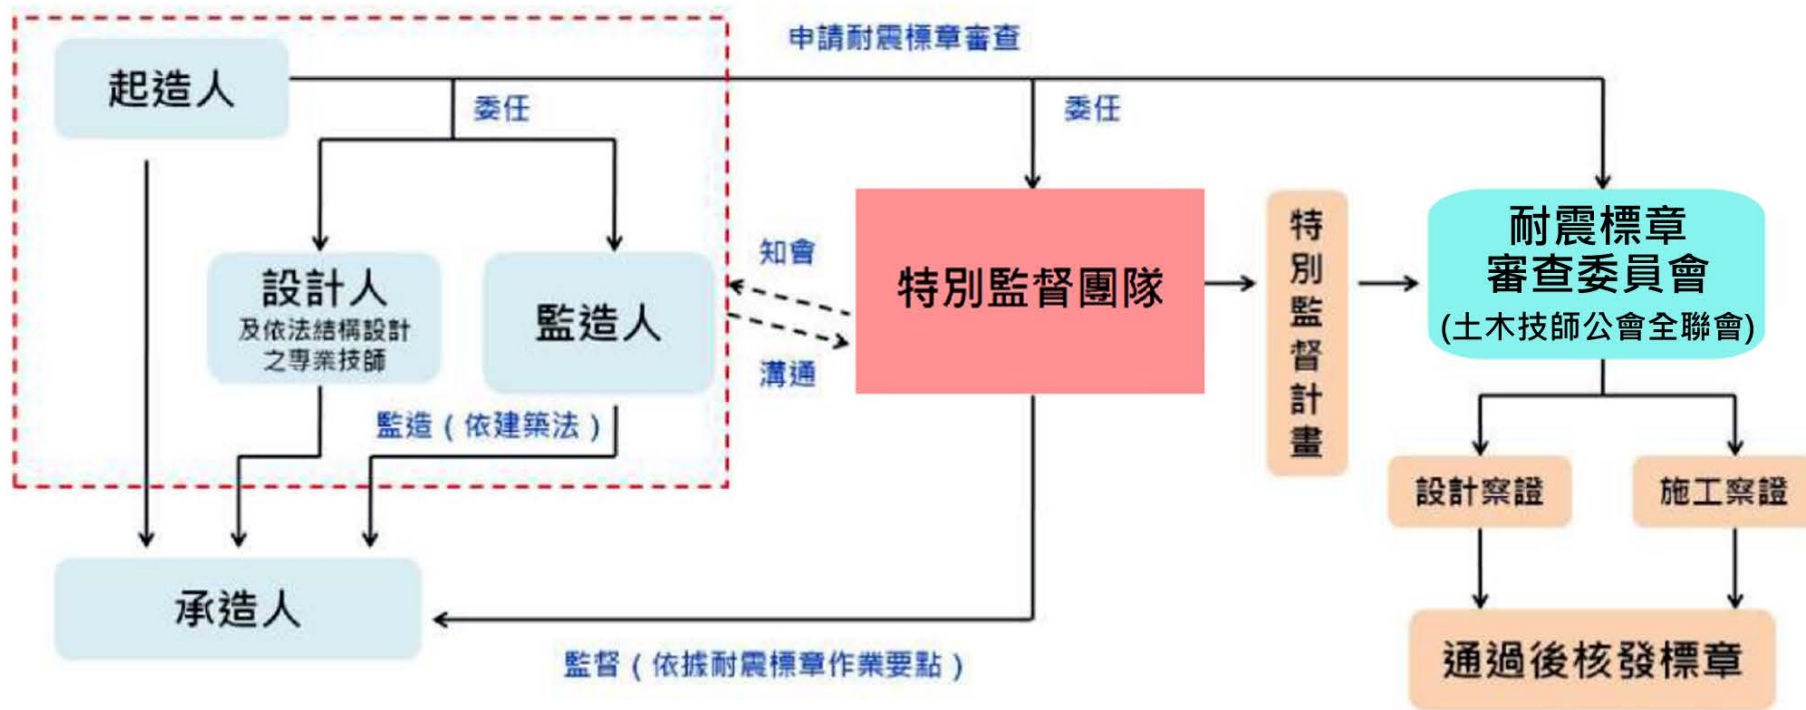 申請耐震標章審查
起造人
委任
委任
設計人
及依法結構設計
之專業技師
監造人
知會
溝通
特別監督團隊
特別監督計畫
耐震標章
審查委員會
(土木技師公會全聯會)
監造(依建築法)
設計察證
施工察證
承造人
監督(依據耐震標章作業要點)
通過後核發標章